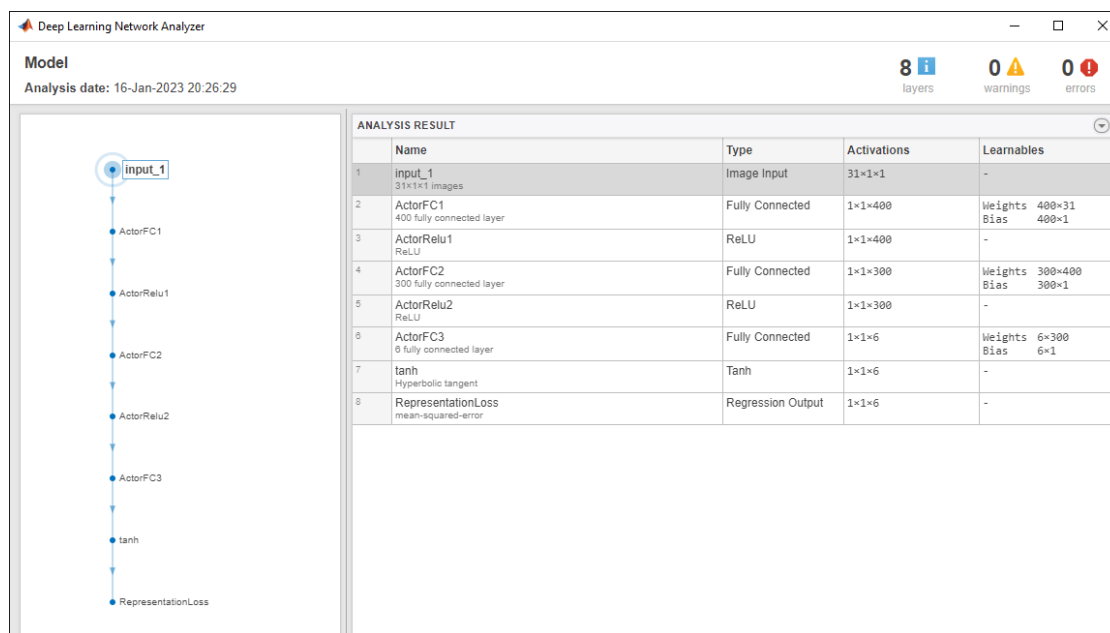 Deep Learning Network Analyzer
Model
Analysis date: 16-Jan-2023 20:26:29
8 i
layers
0
warnings
0
errors
input_1
ActorFC1
ActorRelu1
ActorFC2
ActorRelu2
ActorFC3
tanh
RepresentationLoss
ANALYSIS RESULT
Name Type Activations Learnables
1 input_1 Image Input 31×1×1 -
31×1×1 images
2 ActorFC1 Fully Connected 1×1×400 Weights 400×31
400 fully connected layer Bias 400×1
3 ActorRelu1 ReLU 1×1×400 -
ReLU
4 ActorFC2 Fully Connected 1×1×300 Weights 300×400
300 fully connected layer Bias 300×1
5 ActorRelu2 ReLU 1×1×300 -
ReLU
6 ActorFC3 Fully Connected 1×1×6 Weights 6×300
6 fully connected layer Bias 6×1
7 tanh Tanh 1×1×6 -
Hyperbolic tangent
8 RepresentationLoss Regression Output 1×1×6 -
mean-squared-error